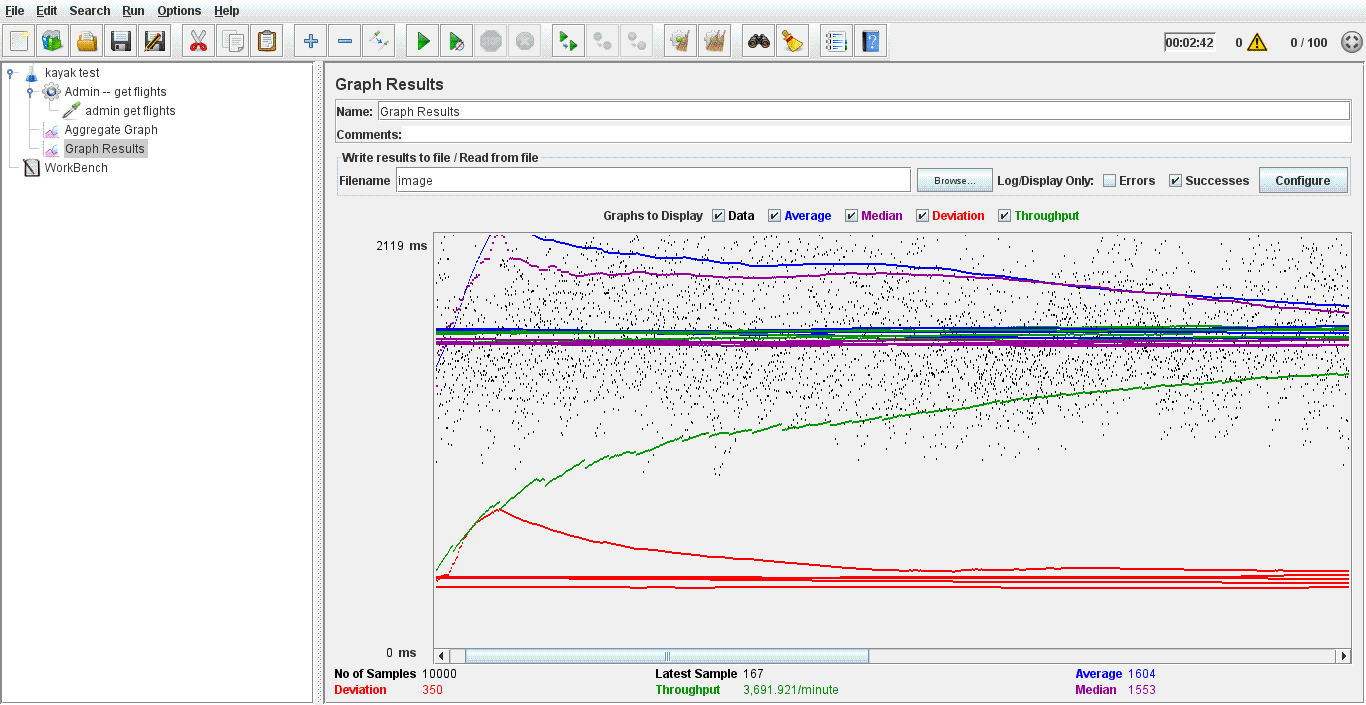 File Edit Search Run Options Help
00:02:42 0 0 / 100
kayak test
Admin -- get flights
admin get flights
Aggregate Graph
Graph Results
WorkBench
Graph Results
Name: Graph Results
Comments:
Write results to file / Read from file
Filename image Browse... Log/Display Only: Errors Successes Configure
Graphs to Display Data Average Median Deviation Throughput
2119 ms
0 ms
No of Samples 10000 Latest Sample 167 Average 1604
Deviation 350 Throughput 3,691.921/minute Median 1553